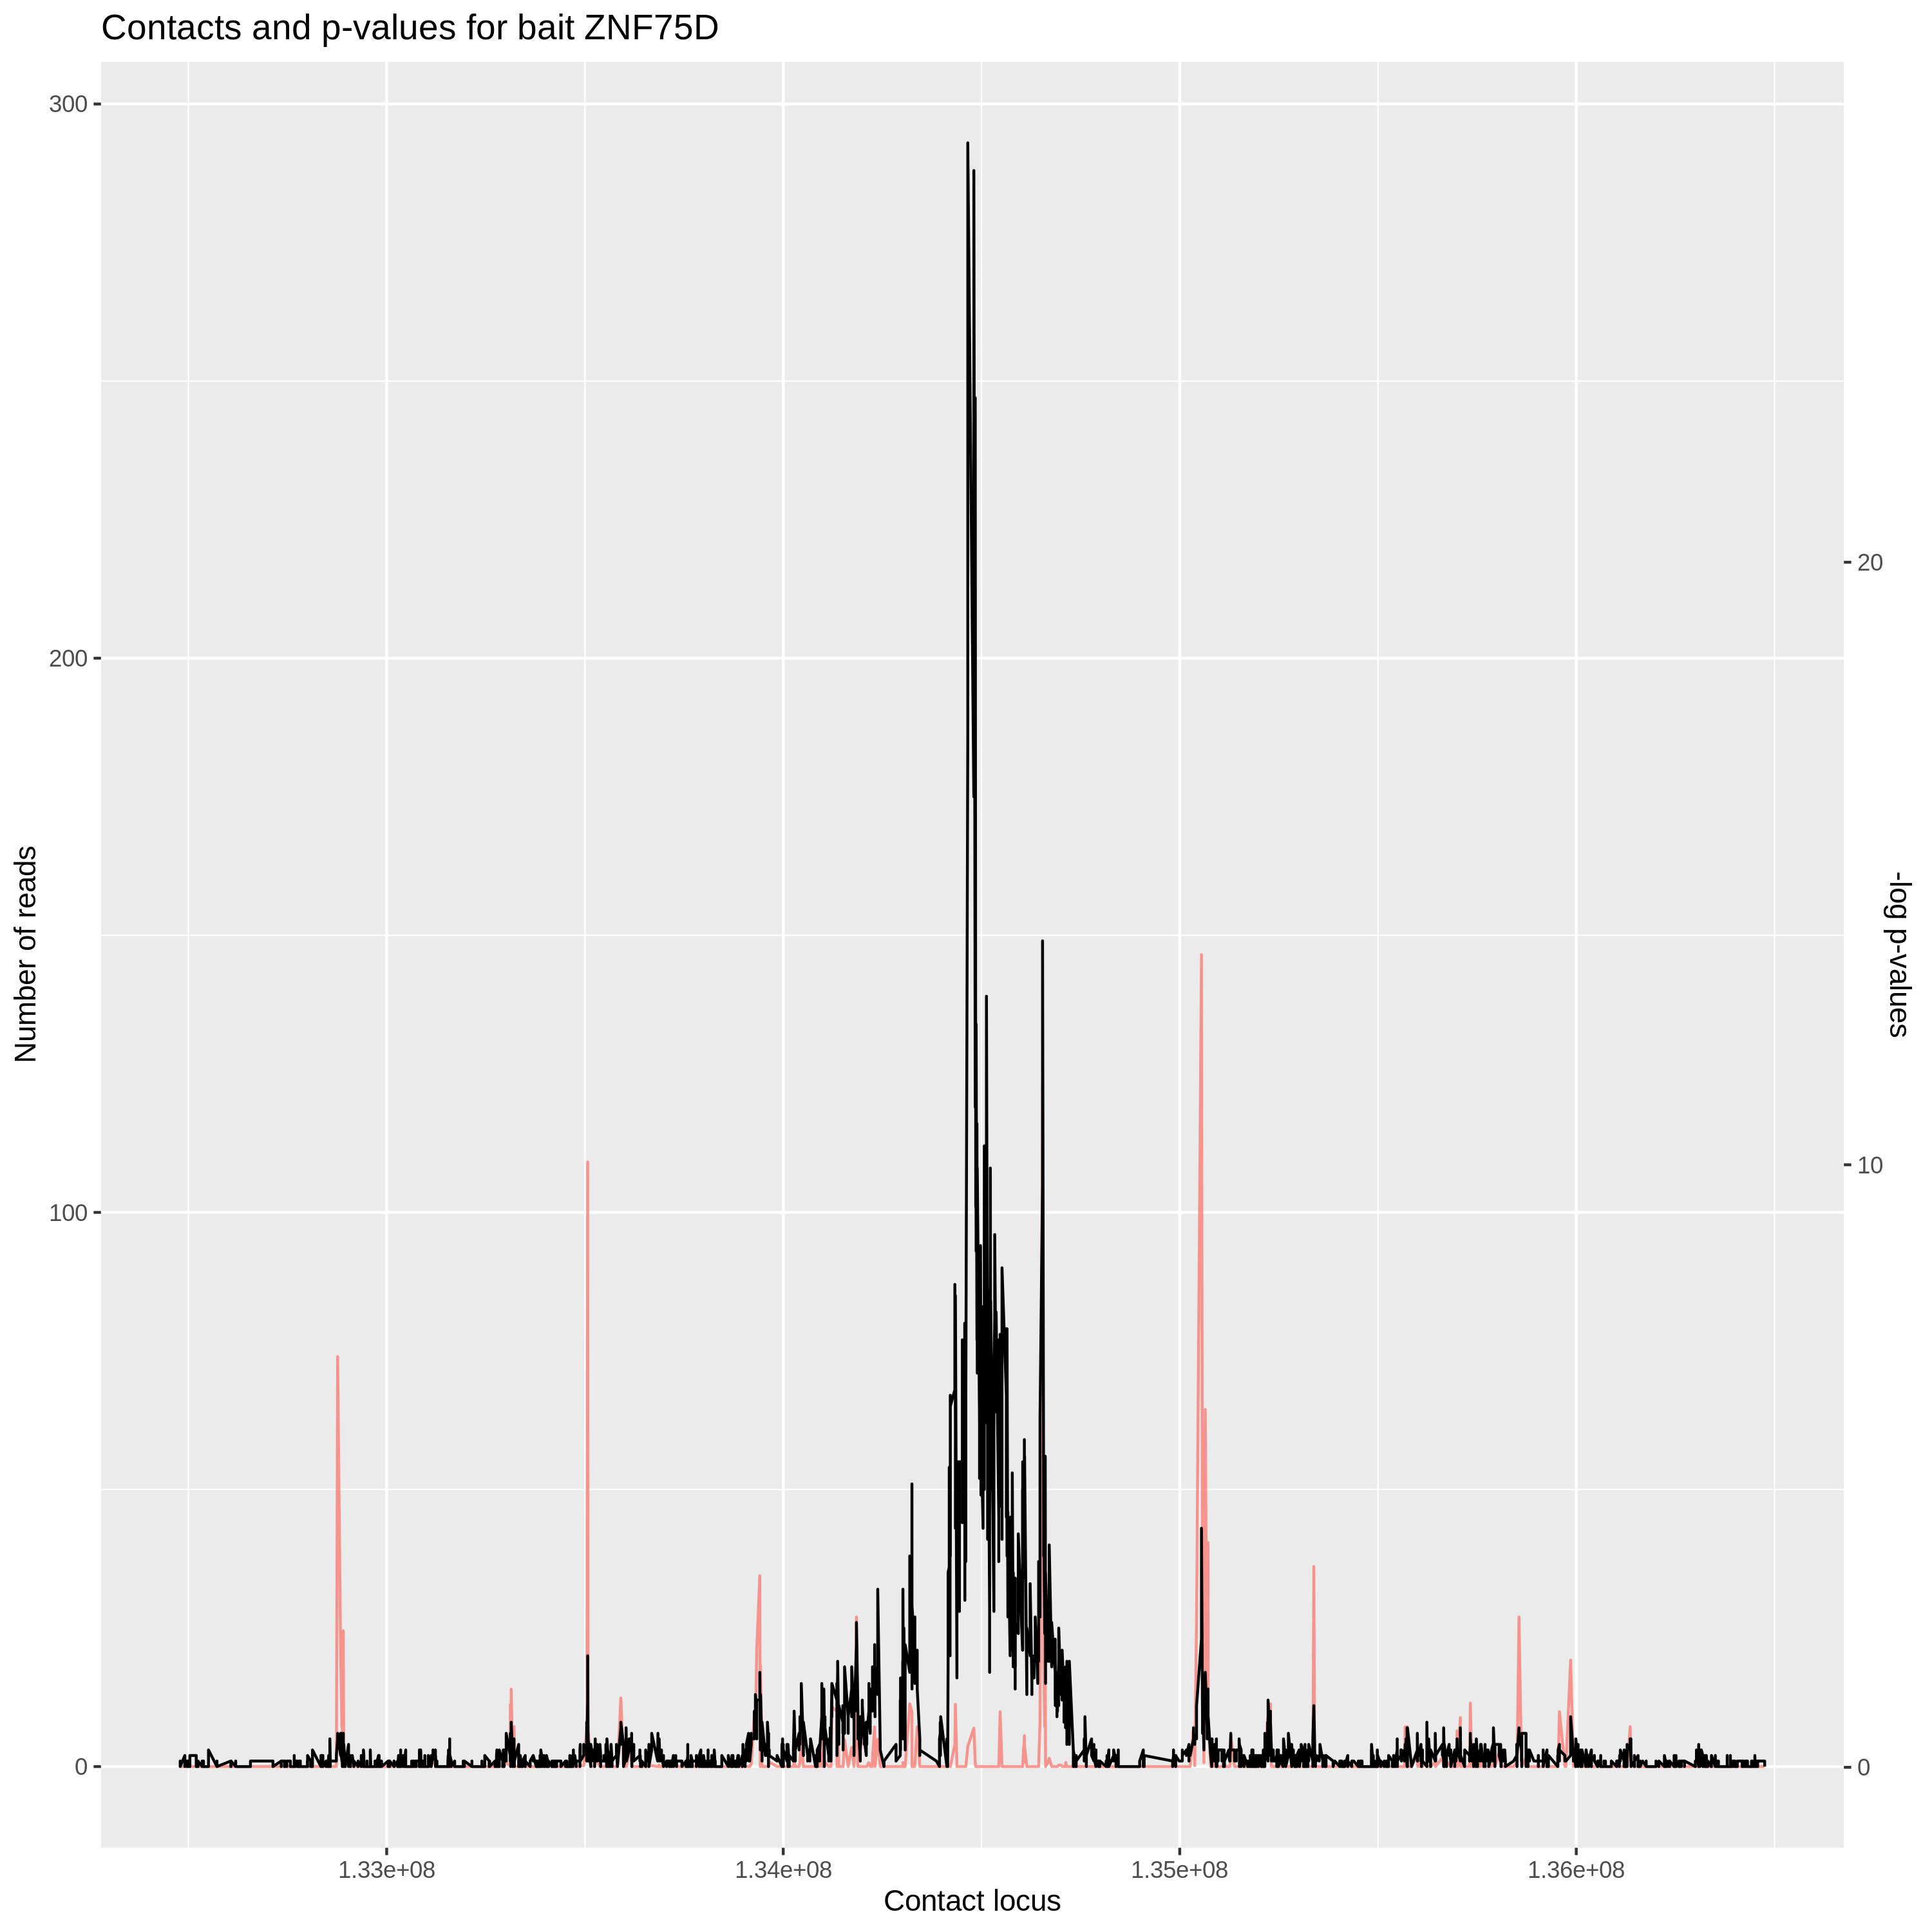 Contacts and p-values for bait ZNF75D
300
200
100
0
Number of reads
20
10
0
-log p-values
1.33e+08
1.34e+08
1.35e+08
1.36e+08
Contact locus